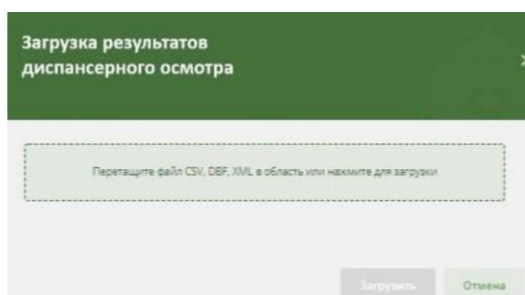 Загрузка результатов
диспансерного осмотра
Перетащите файл CSV, DBF, XML в область или нажмите для загрузки
Загрузить Отмена